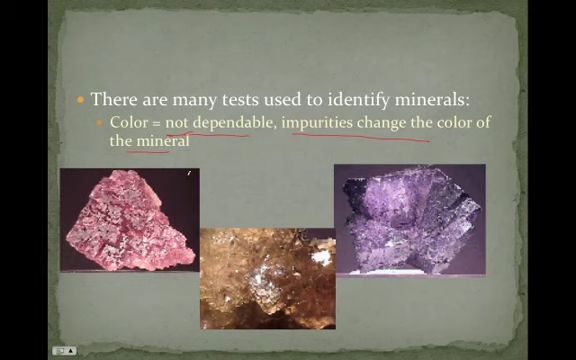 There are many tests used to identify minerals:
Color = not dependable, impurities change the color of
the mineral